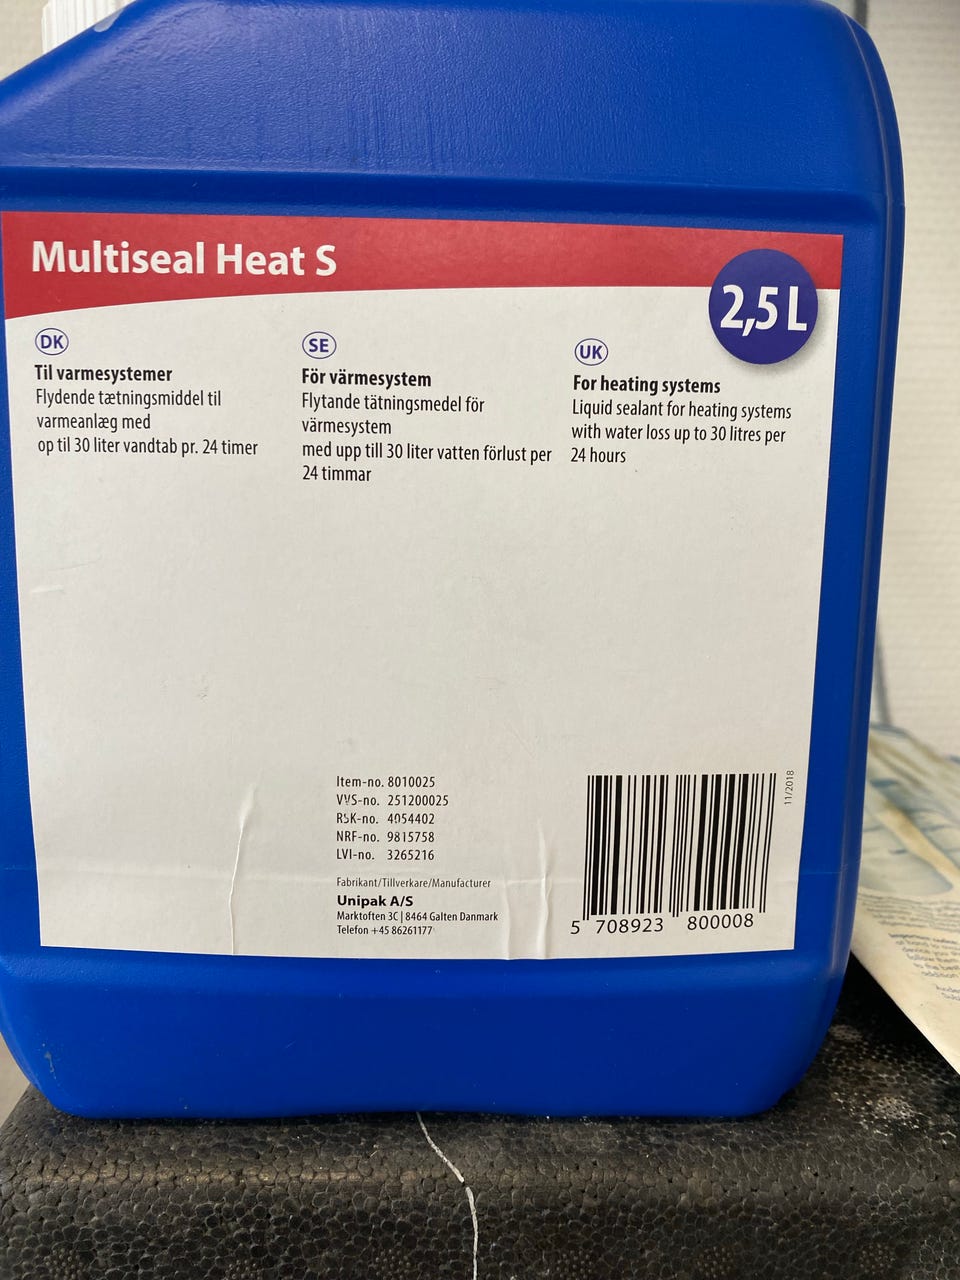 Multiseal Heat S
2,5 L
DK
Til varmesystemer
Flydende tætningsmiddel til
varmeanlæg med
op til 30 liter vandtab pr. 24 timer
SE
För värmesystem
Flytande tätningsmedel för
värmesystem
med upp till 30 liter vatten förlust per
24 timmar
UK
For heating systems
Liquid sealant for heating systems
with water loss up to 30 litres per
24 hours
Item-no. 8010025
VVS-no. 251200025
RSK-no. 4054402
NRF-no. 9815758
LVI-no. 3265216
Fabrikant/Tillverkare/Manufacturer
Unipak A/S
Marktoften 3C | 8464 Galten Danmark
Telefon +45 86261177
11/2018
5 708923 800008